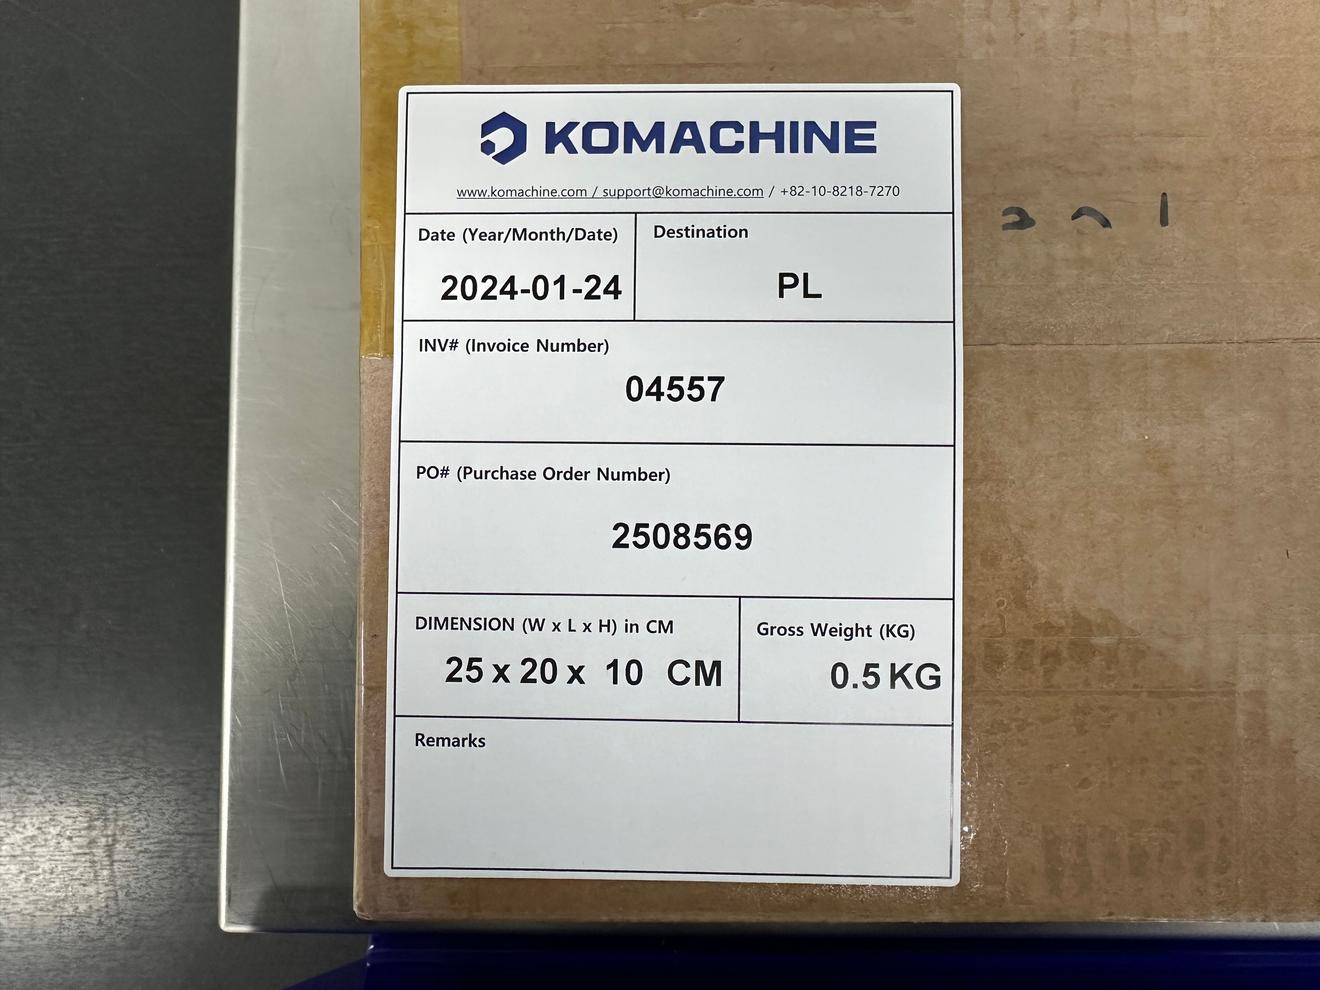 KOMACHINE
www.komachine.com / support@komachine.com / +82-10-8218-7270
Date (Year/Month/Date)
2024-01-24
Destination
PL
INV# (Invoice Number)
04557
PO# (Purchase Order Number)
2508569
DIMENSION (W x L x H) in CM
25 x 20 x 10 CM
Gross Weight (KG)
0.5 KG
Remarks